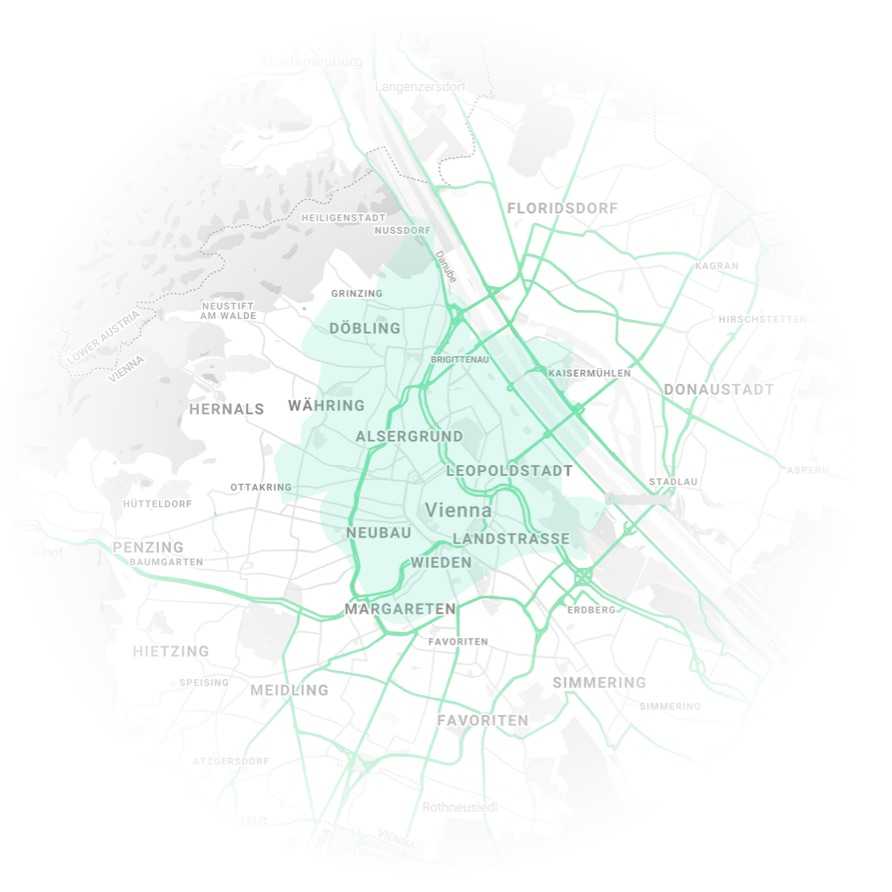 Langenzersdorf
FLORIDSDORF
HEILIGENSTADT
NUSSDORF
Danube
KAGRAN
GRINZING
NEUSTIFT
AM WALDE
LOWER AUSTRIA
VIENNA
DÖBLING
HIRSCHSTETTEN
BRIGITTENAU
KAISERMÜHLEN
DONAUSTADT
HERNALS
WÄHRING
ALSERGRUND
LEOPOLDSTADT
ASPERN
STADLAU
OTTAKRING
HÜTTELDORF
Vienna
NEUBAU
LANDSTRASSE
PENZING
BAUMGARTEN
WIEDEN
MARGARETEN
ERDBERG
FAVORITEN
HIETZING
SPEISING
MEIDLING
SIMMERING
SIMMERING
FAVORITEN
ATZGERSDORF
Rothneusiedl
VIENNA